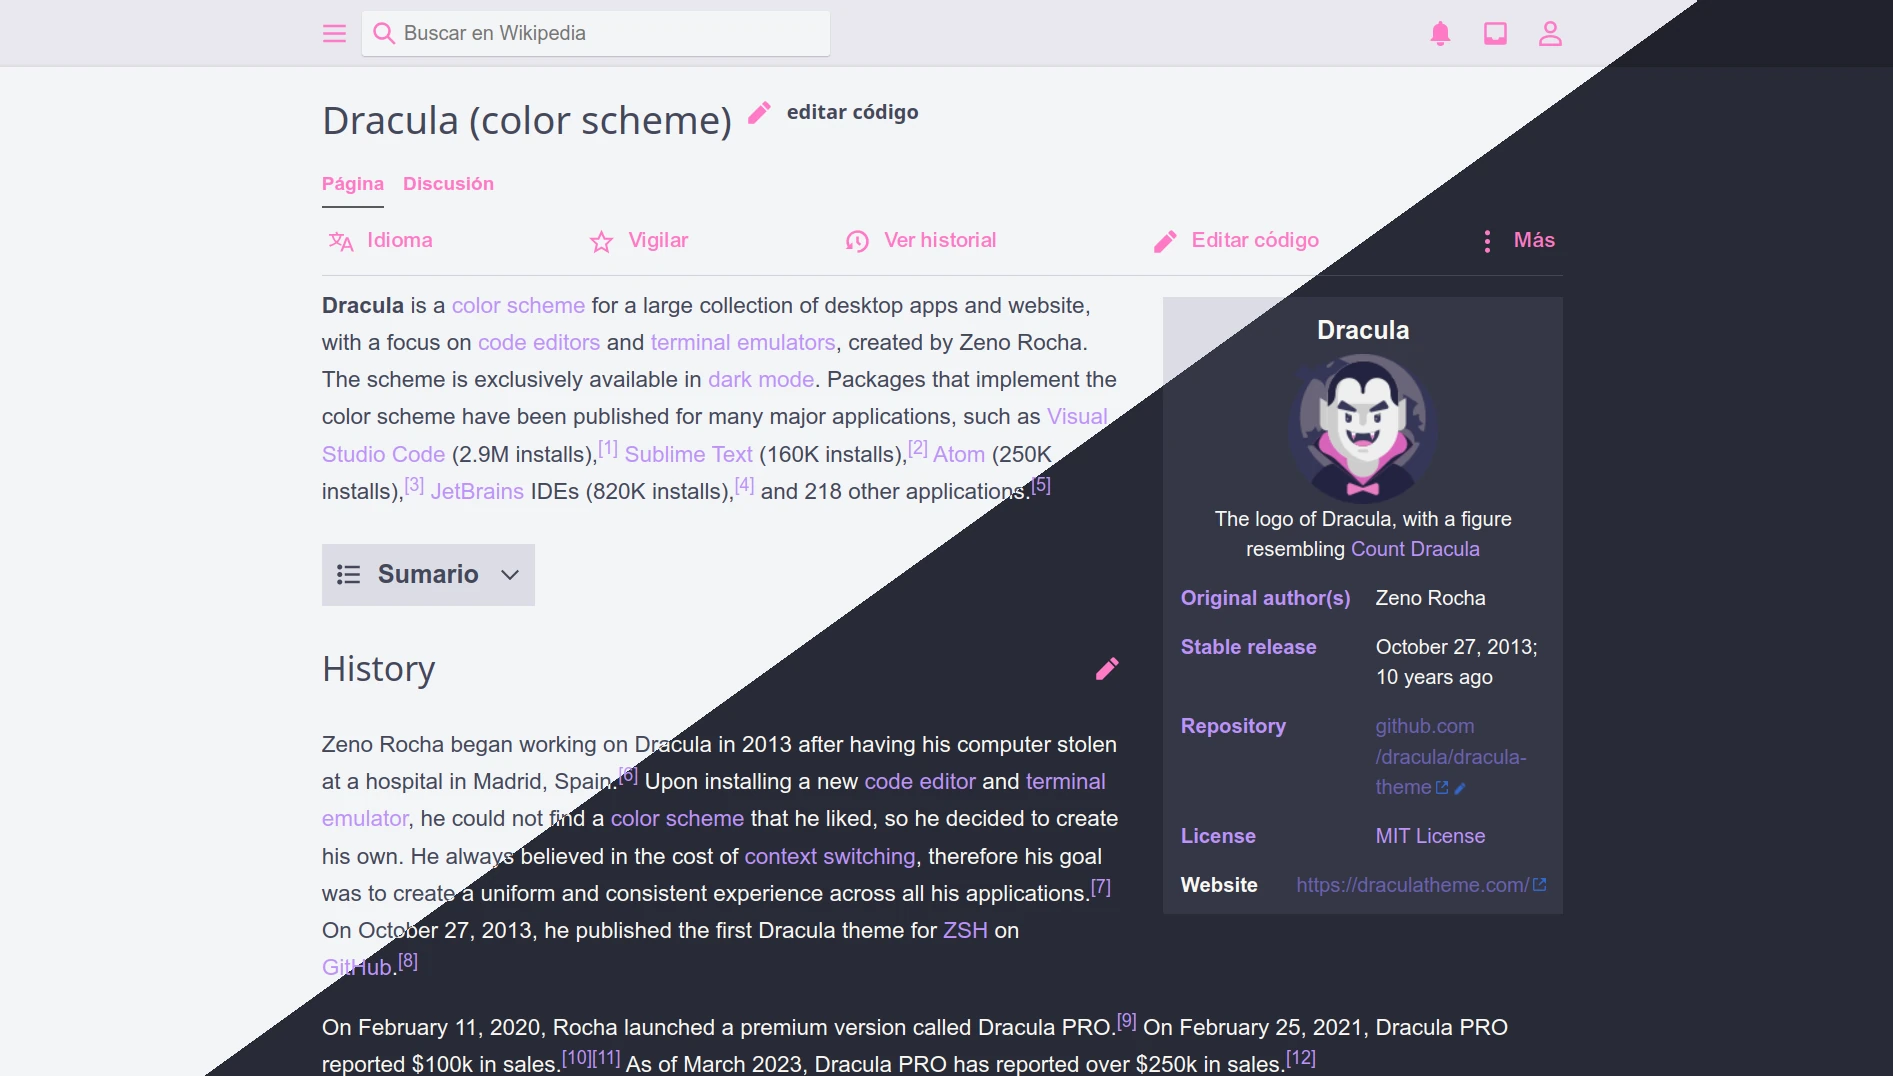 Buscar en Wikipedia
Dracula (color scheme) editar código
Página Discusión
Idioma Vigilar Ver historial Editar código Más
Dracula is a color scheme for a large collection of desktop apps and website,
with a focus on code editors and terminal emulators, created by Zeno Rocha.
The scheme is exclusively available in dark mode. Packages that implement the
color scheme have been published for many major applications, such as Visual
Studio Code (2.9M installs),[1] Sublime Text (160K installs),[2] Atom (250K
installs),[3] JetBrains IDEs (820K installs),[4] and 218 other applications.[5]
Sumario
History
Zeno Rocha began working on Dracula in 2013 after having his computer stolen
at a hospital in Madrid, Spain.[6] Upon installing a new code editor and terminal
emulator, he could not find a color scheme that he liked, so he decided to create
his own. He always believed in the cost of context switching, therefore his goal
was to create a uniform and consistent experience across all his applications.[7]
On October 27, 2013, he published the first Dracula theme for ZSH on
GitHub.[8]
On February 11, 2020, Rocha launched a premium version called Dracula PRO.[9] On February 25, 2021, Dracula PRO
reported $100k in sales.[10][11] As of March 2023, Dracula PRO has reported over $250k in sales.[12]
Dracula
The logo of Dracula, with a figure
resembling Count Dracula
Original author(s) Zeno Rocha
Stable release October 27, 2013;
10 years ago
Repository github.com
/dracula/dracula-
theme
License MIT License
Website https://draculatheme.com/